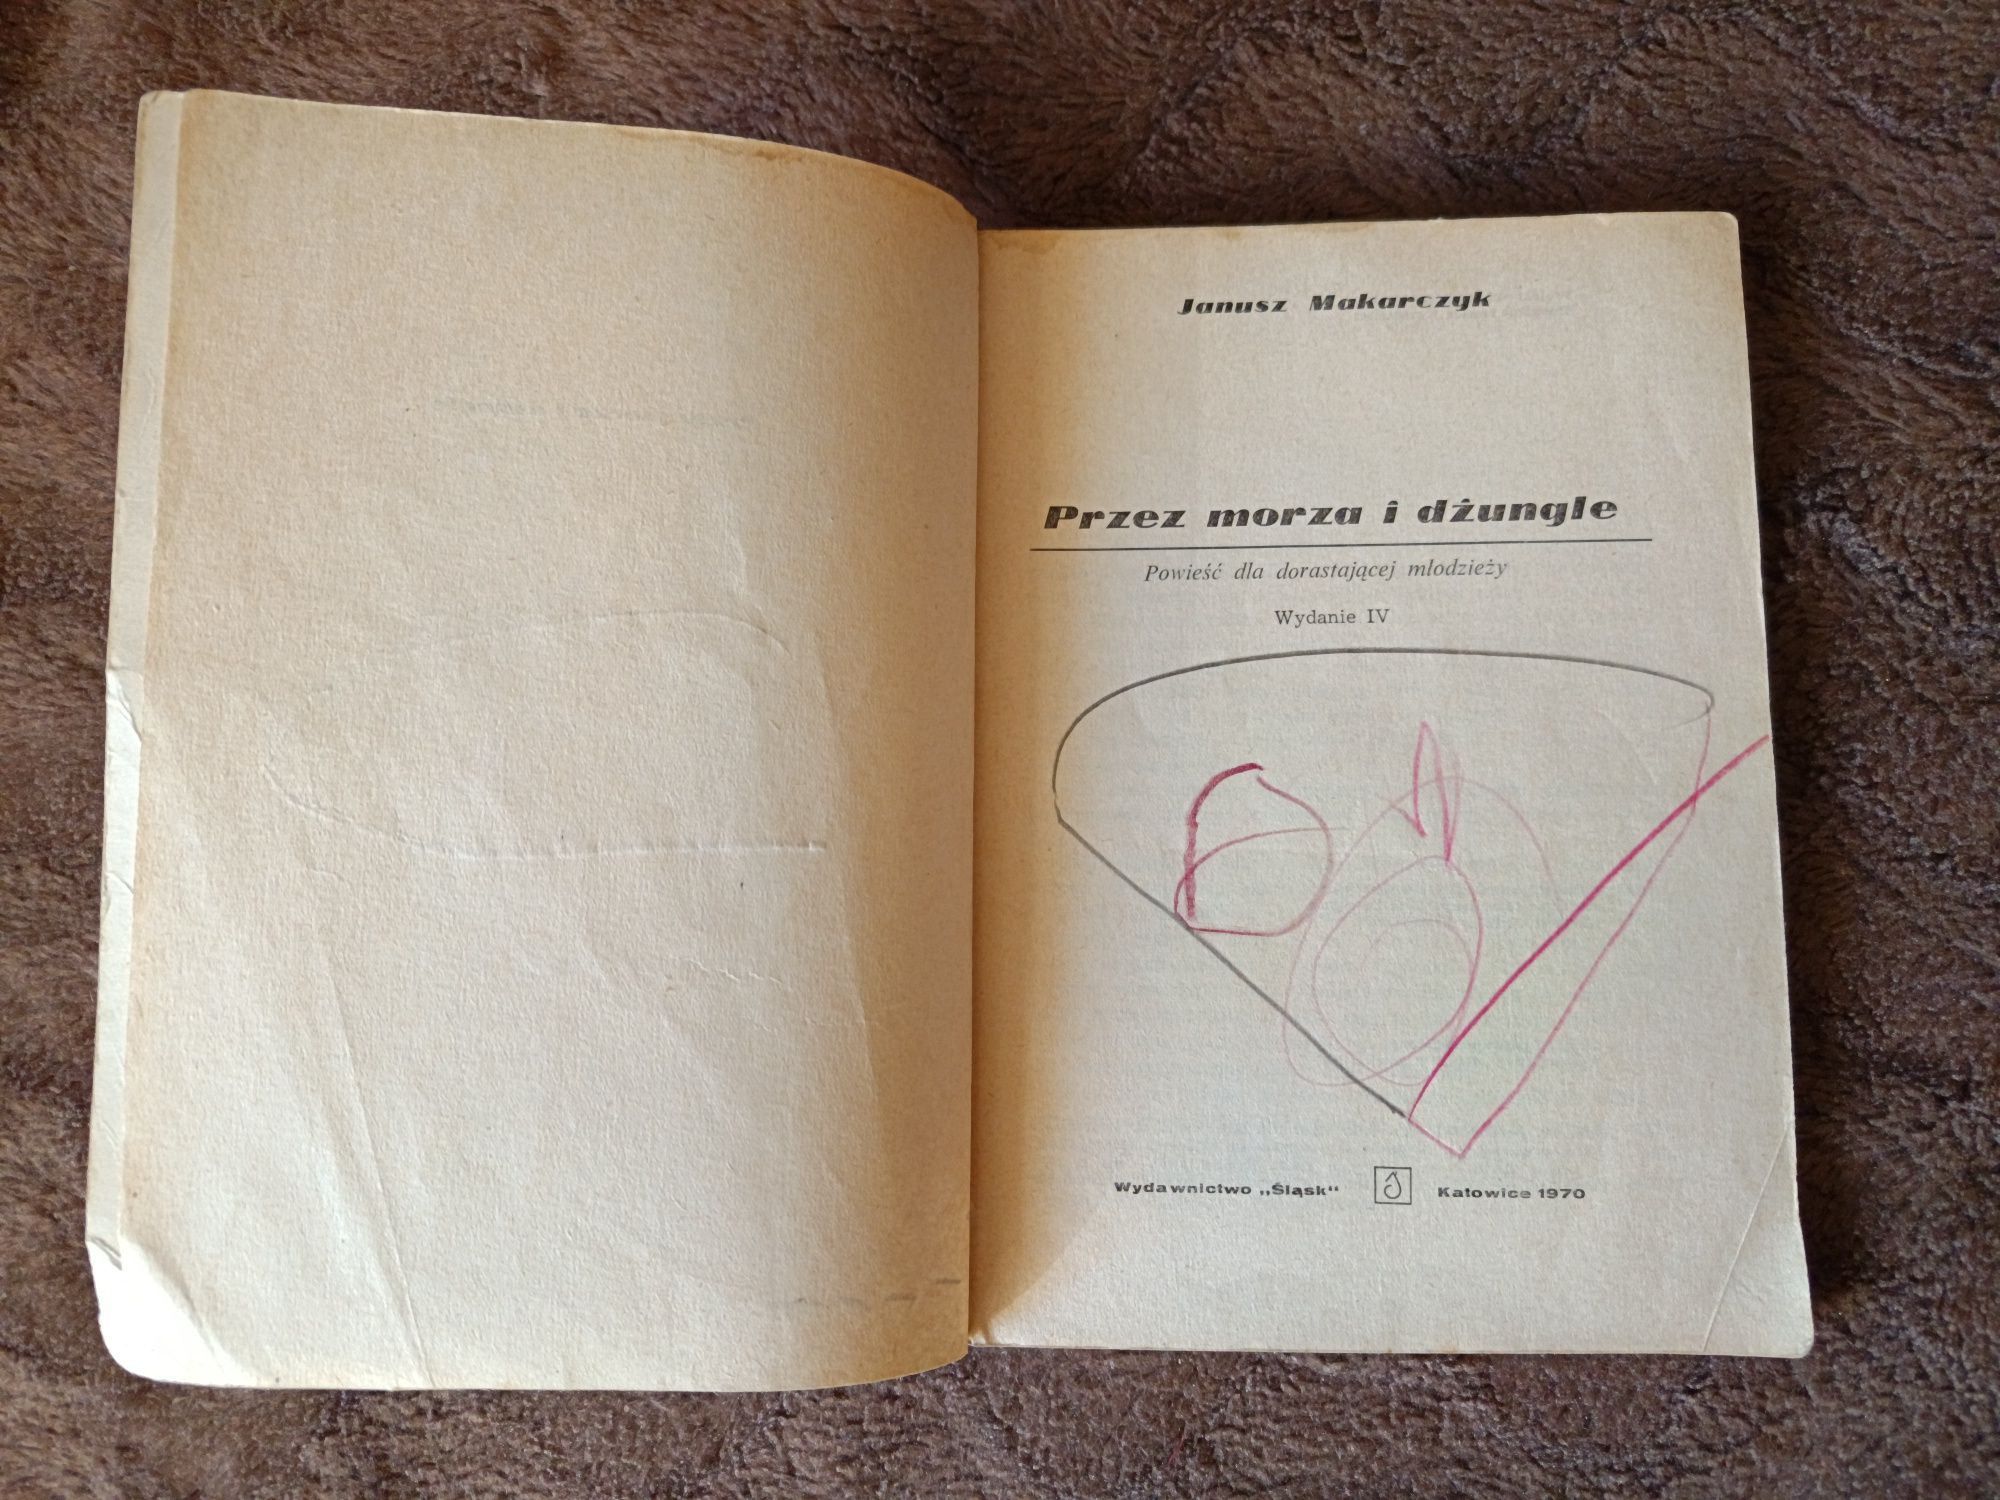 Janusz Makarczyk
Przez morza i dżungle
Powieść dla dorastającej młodzieży
Wydanie IV
Wydawnictwo „Śląsk“ Katowice 1970